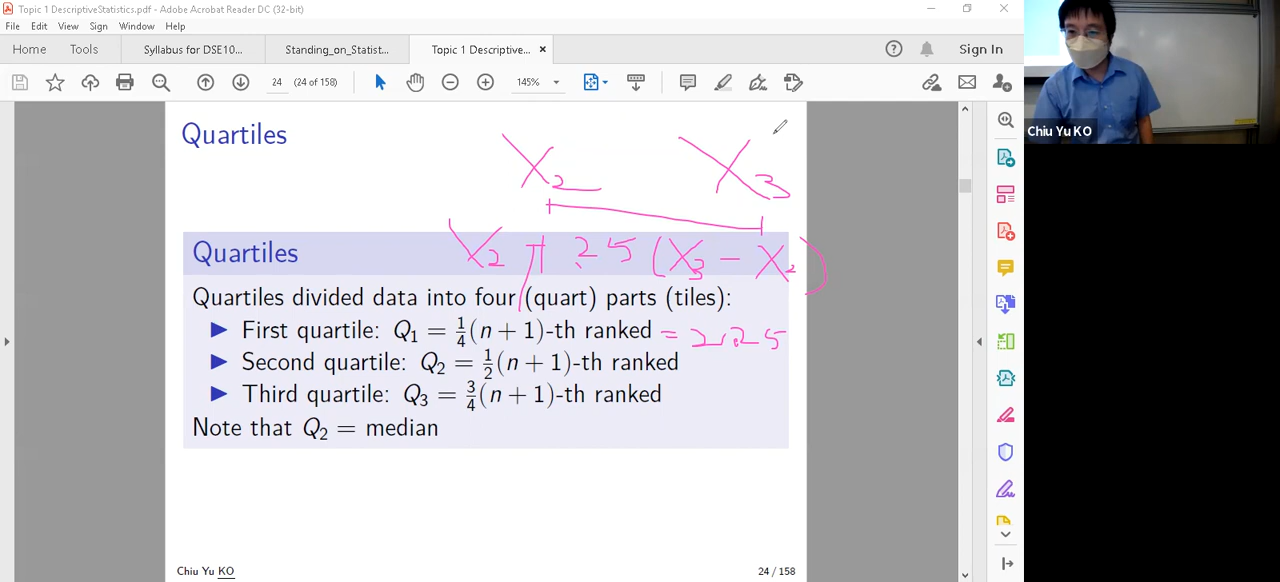 Topic 1 DescriptiveStatistics.pdf - Adobe Acrobat Reader DC (32-bit)
File Edit View Sign Window Help
Home Tools Syllabus for DSE10... Standing_on_Statist... Topic 1 Descriptive... × Sign In
24 (24 of 158) 145%
Quartiles
X₂ X₃
Quartiles
X₂ + .25 (X₃ − X₂)
Quartiles divided data into four (quart) parts (tiles):
▶ First quartile: Q₁ = ¼(n + 1)-th ranked = 2.25
▶ Second quartile: Q₂ = ½(n + 1)-th ranked
▶ Third quartile: Q₃ = ¾(n + 1)-th ranked
Note that Q₂ = median
Chiu Yu KO 24 / 158
Chiu Yu KO